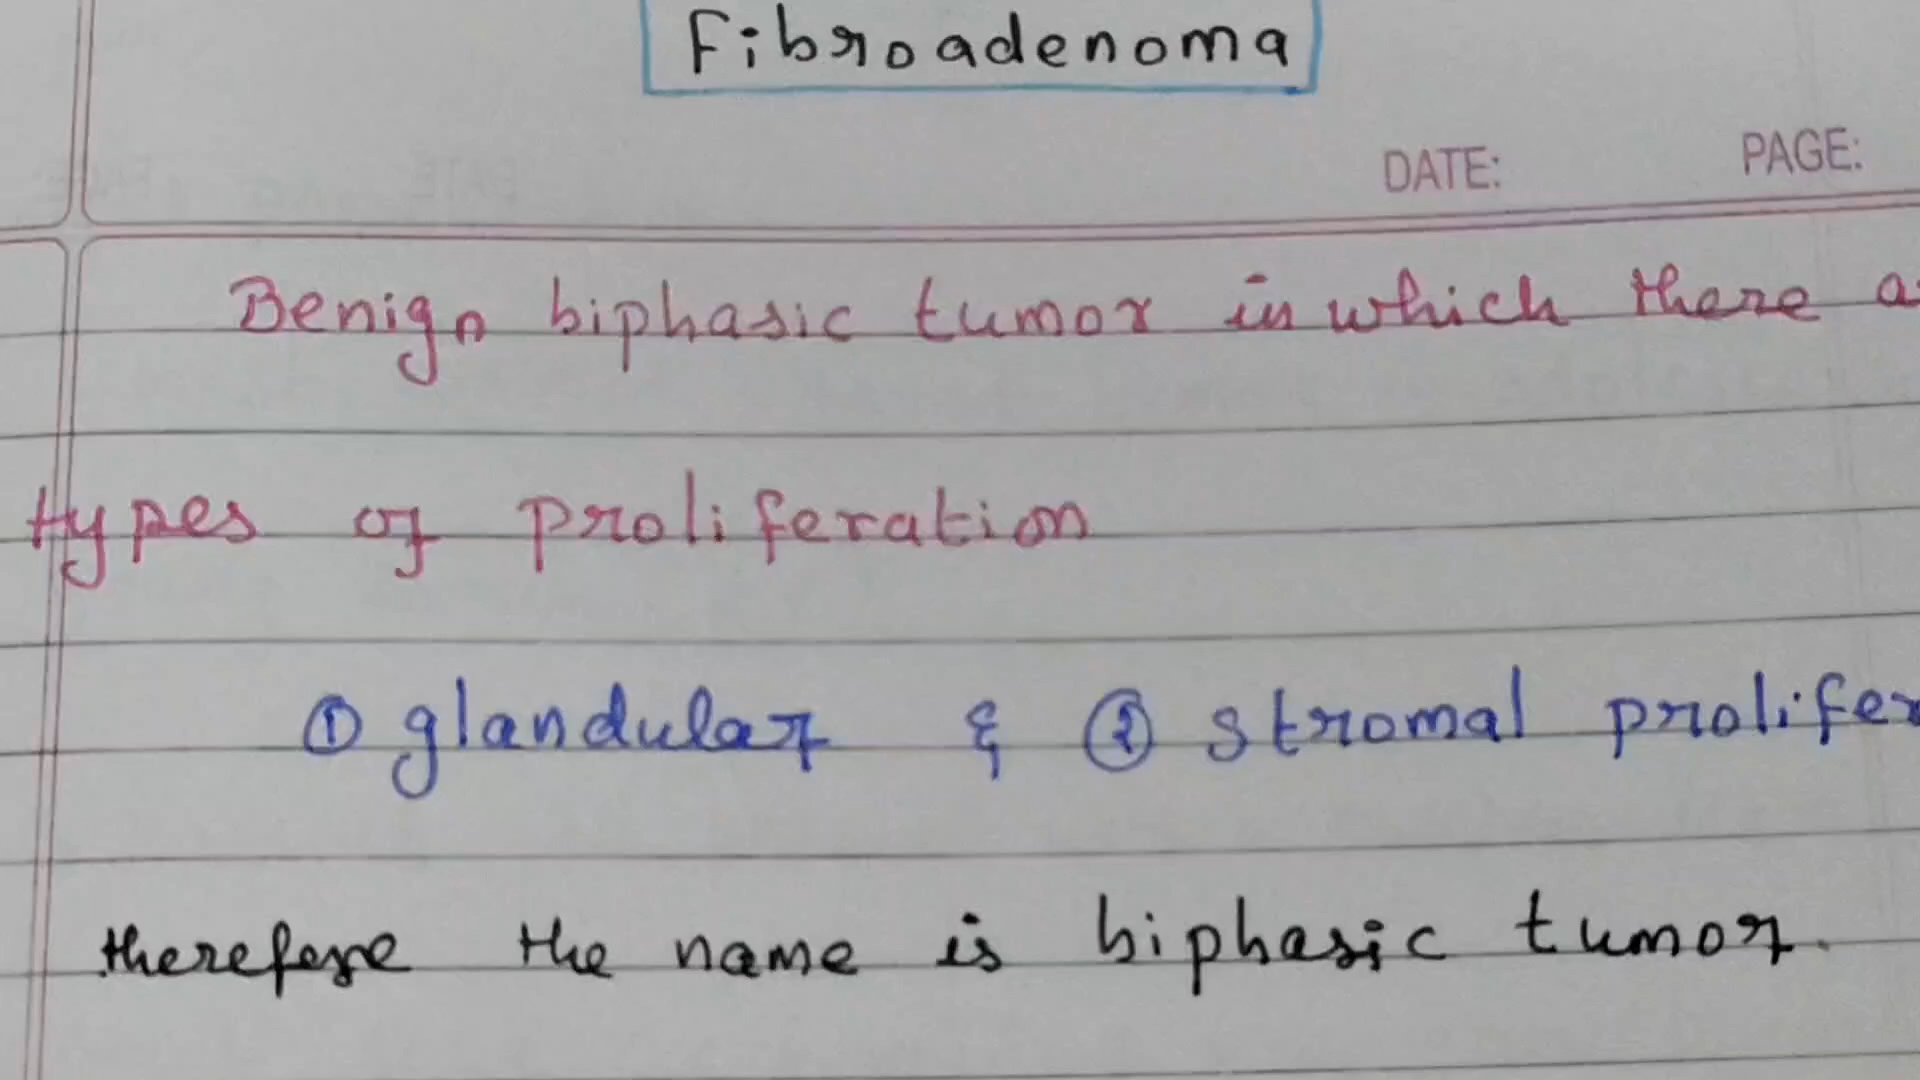 Fibroadenoma
DATE: PAGE:
Benign biphasic tumor in which there
types of proliferation
① glandular & ② stromal prolifer
therefore the name is biphasic tumor.